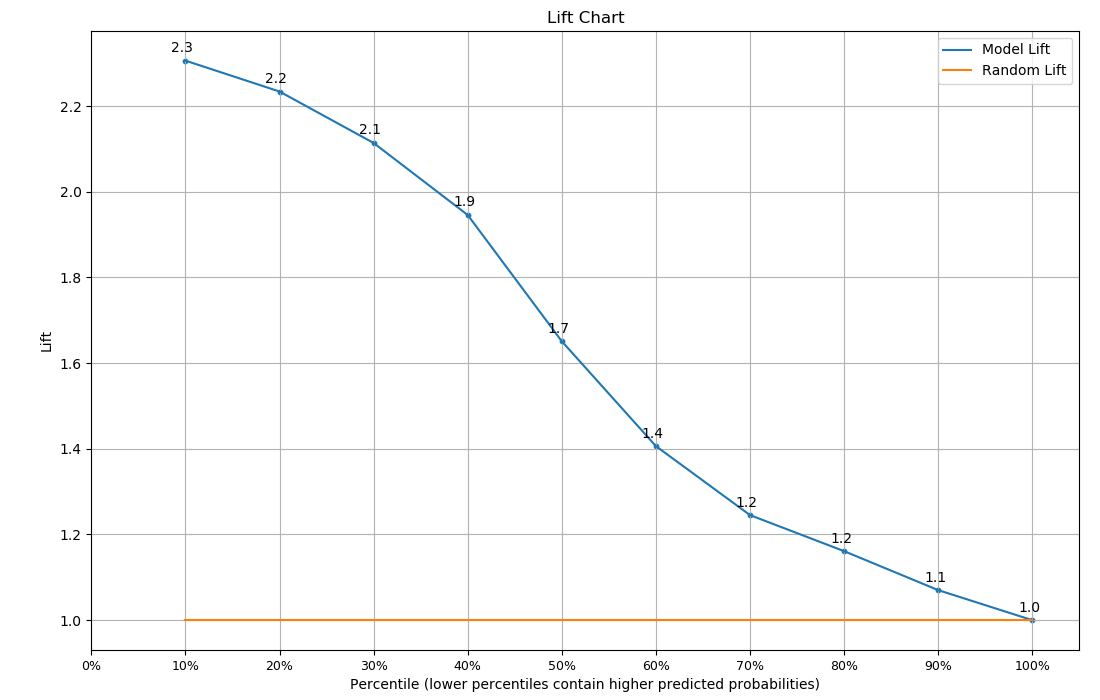 Lift Chart
Model Lift
Random Lift
2.3
2.2
2.1
1.9
1.7
1.4
1.2
1.2
1.1
1.0
2.2
2.0
1.8
1.6
1.4
1.2
1.0
Lift
0% 10% 20% 30% 40% 50% 60% 70% 80% 90% 100%
Percentile (lower percentiles contain higher predicted probabilities)